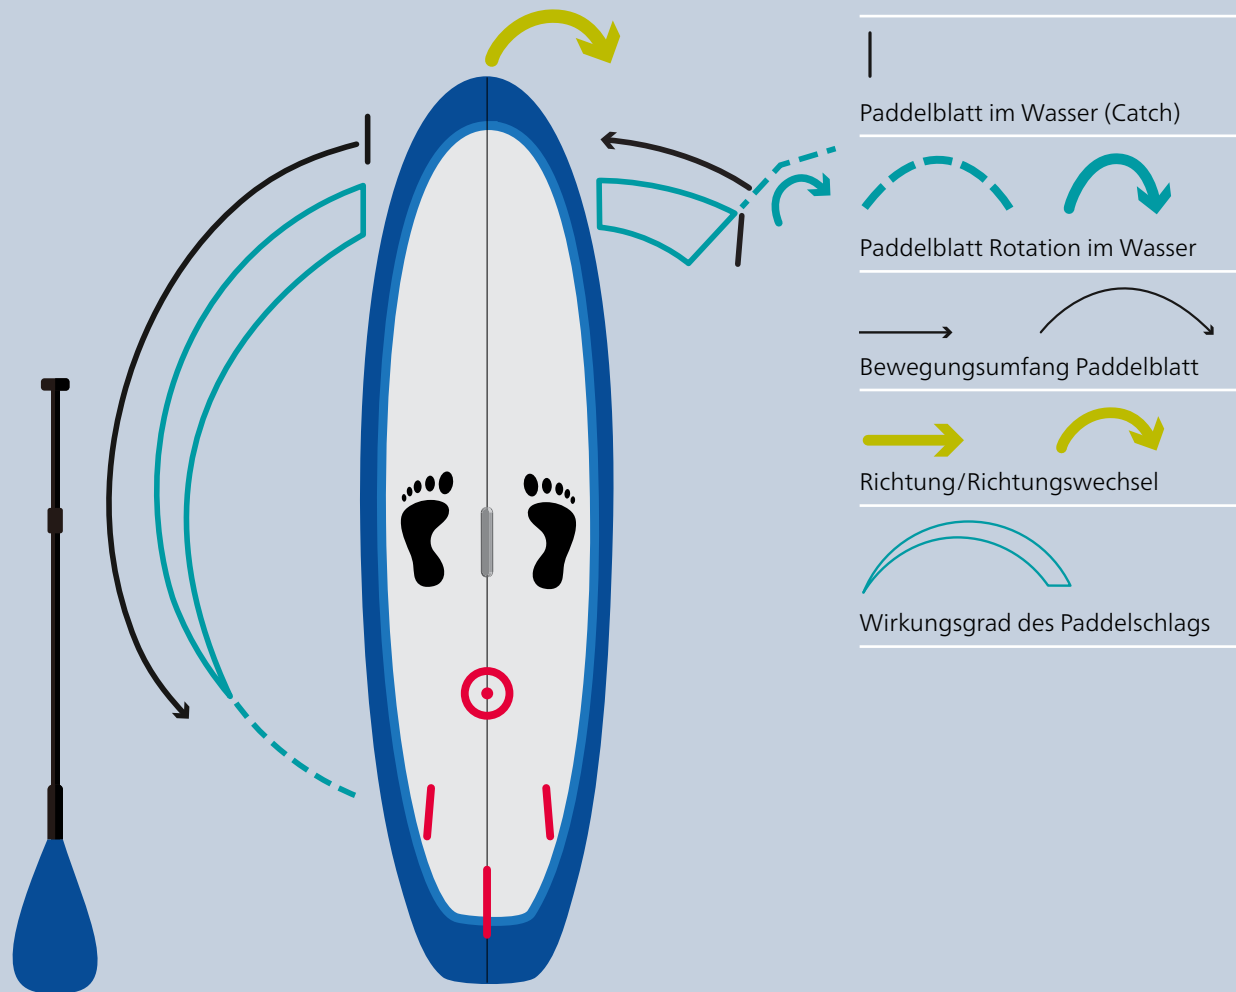 Paddelblatt im Wasser (Catch)
Paddelblatt Rotation im Wasser
Bewegungsumfang Paddelblatt
Richtung/Richtungswechsel
Wirkungsgrad des Paddelschlags